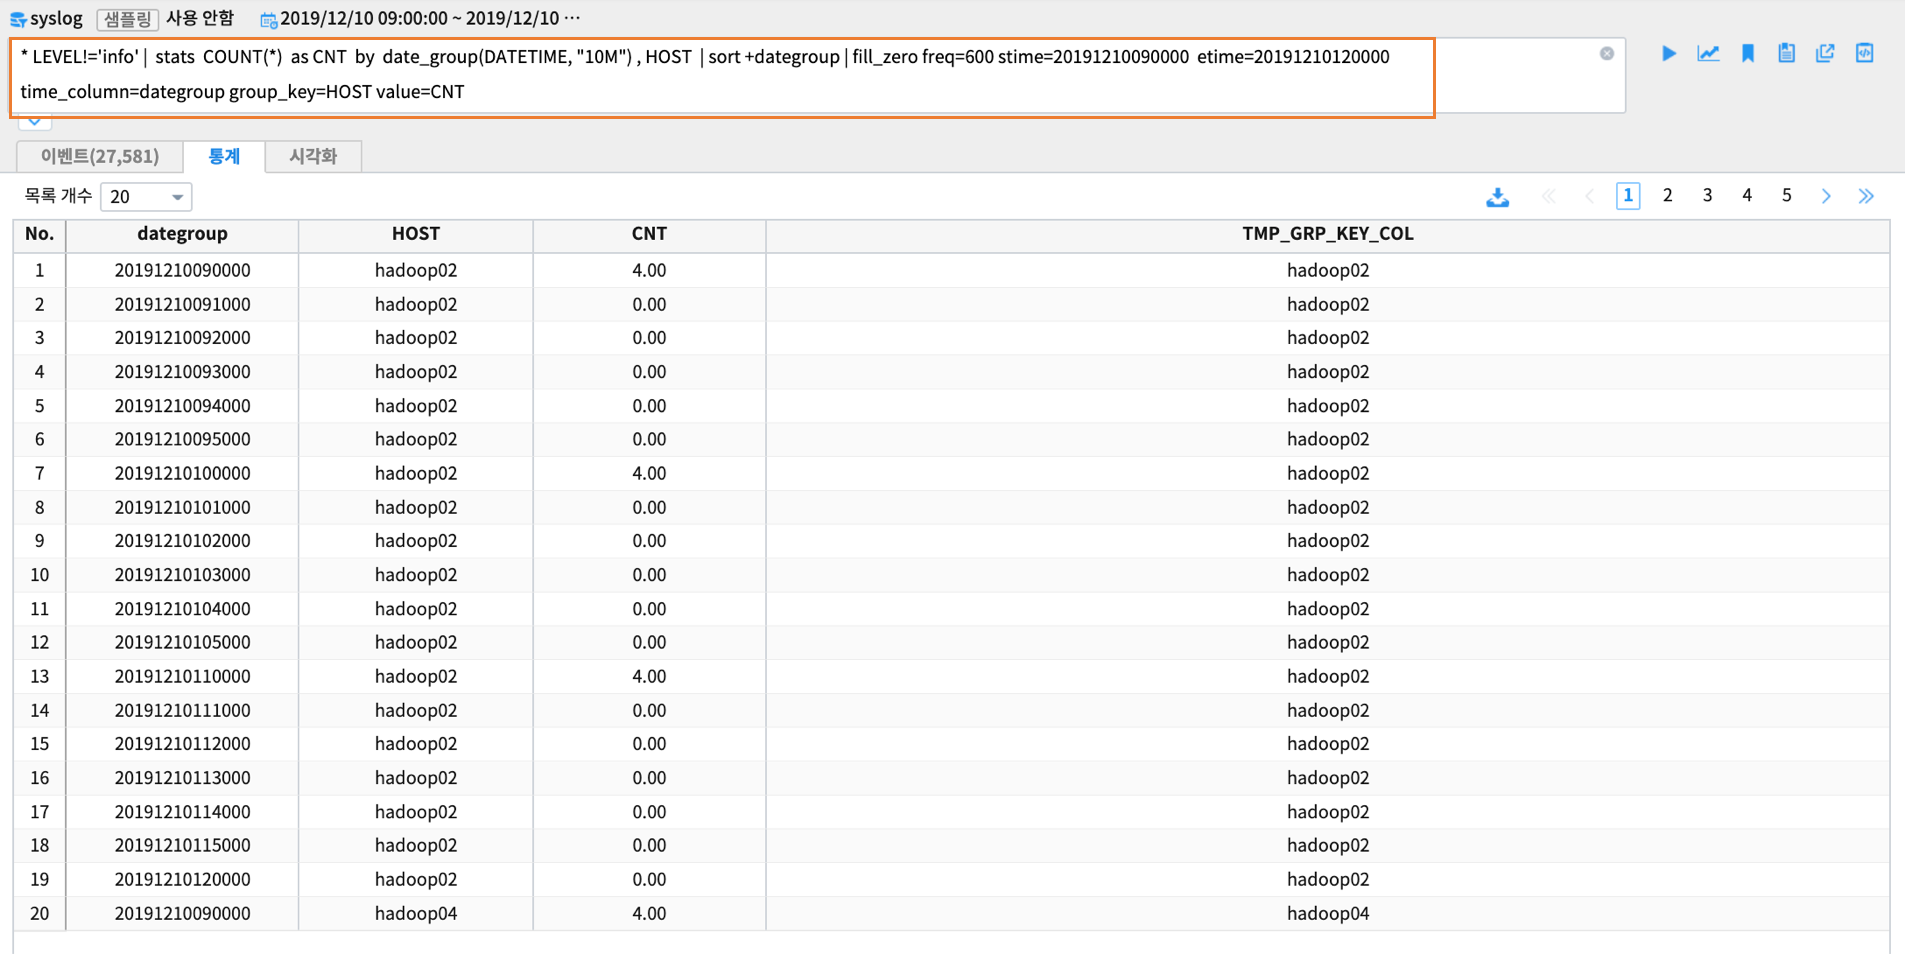 syslog 샘플링 사용 안함 2019/12/10 09:00:00 ~ 2019/12/10 ···
* LEVEL!='info' | stats COUNT(*) as CNT by date_group(DATETIME, "10M") , HOST | sort +dategroup | fill_zero freq=600 stime=20191210090000 etime=20191210120000
time_column=dategroup group_key=HOST value=CNT
이벤트(27,581) 통계 시각화
목록 개수 20 1 2 3 4 5
No. dategroup HOST CNT TMP_GRP_KEY_COL
1 20191210090000 hadoop02 4.00 hadoop02
2 20191210091000 hadoop02 0.00 hadoop02
3 20191210092000 hadoop02 0.00 hadoop02
4 20191210093000 hadoop02 0.00 hadoop02
5 20191210094000 hadoop02 0.00 hadoop02
6 20191210095000 hadoop02 0.00 hadoop02
7 20191210100000 hadoop02 4.00 hadoop02
8 20191210101000 hadoop02 0.00 hadoop02
9 20191210102000 hadoop02 0.00 hadoop02
10 20191210103000 hadoop02 0.00 hadoop02
11 20191210104000 hadoop02 0.00 hadoop02
12 20191210105000 hadoop02 0.00 hadoop02
13 20191210110000 hadoop02 4.00 hadoop02
14 20191210111000 hadoop02 0.00 hadoop02
15 20191210112000 hadoop02 0.00 hadoop02
16 20191210113000 hadoop02 0.00 hadoop02
17 20191210114000 hadoop02 0.00 hadoop02
18 20191210115000 hadoop02 0.00 hadoop02
19 20191210120000 hadoop02 0.00 hadoop02
20 20191210090000 hadoop04 4.00 hadoop04